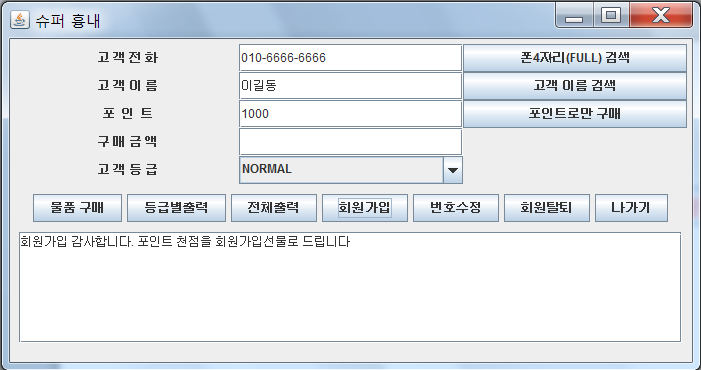 슈퍼 흉내
고객 전화 010-6666-6666 폰4자리(FULL) 검색
고객 이름 이길동 고객 이름 검색
포 인 트 1000 포인트로만 구매
구매 금액
고객 등급 NORMAL
물품 구매 등급별출력 전체출력 회원가입 번호수정 회원탈퇴 나가기
회원가입 감사합니다. 포인트 천점을 회원가입선물로 드립니다